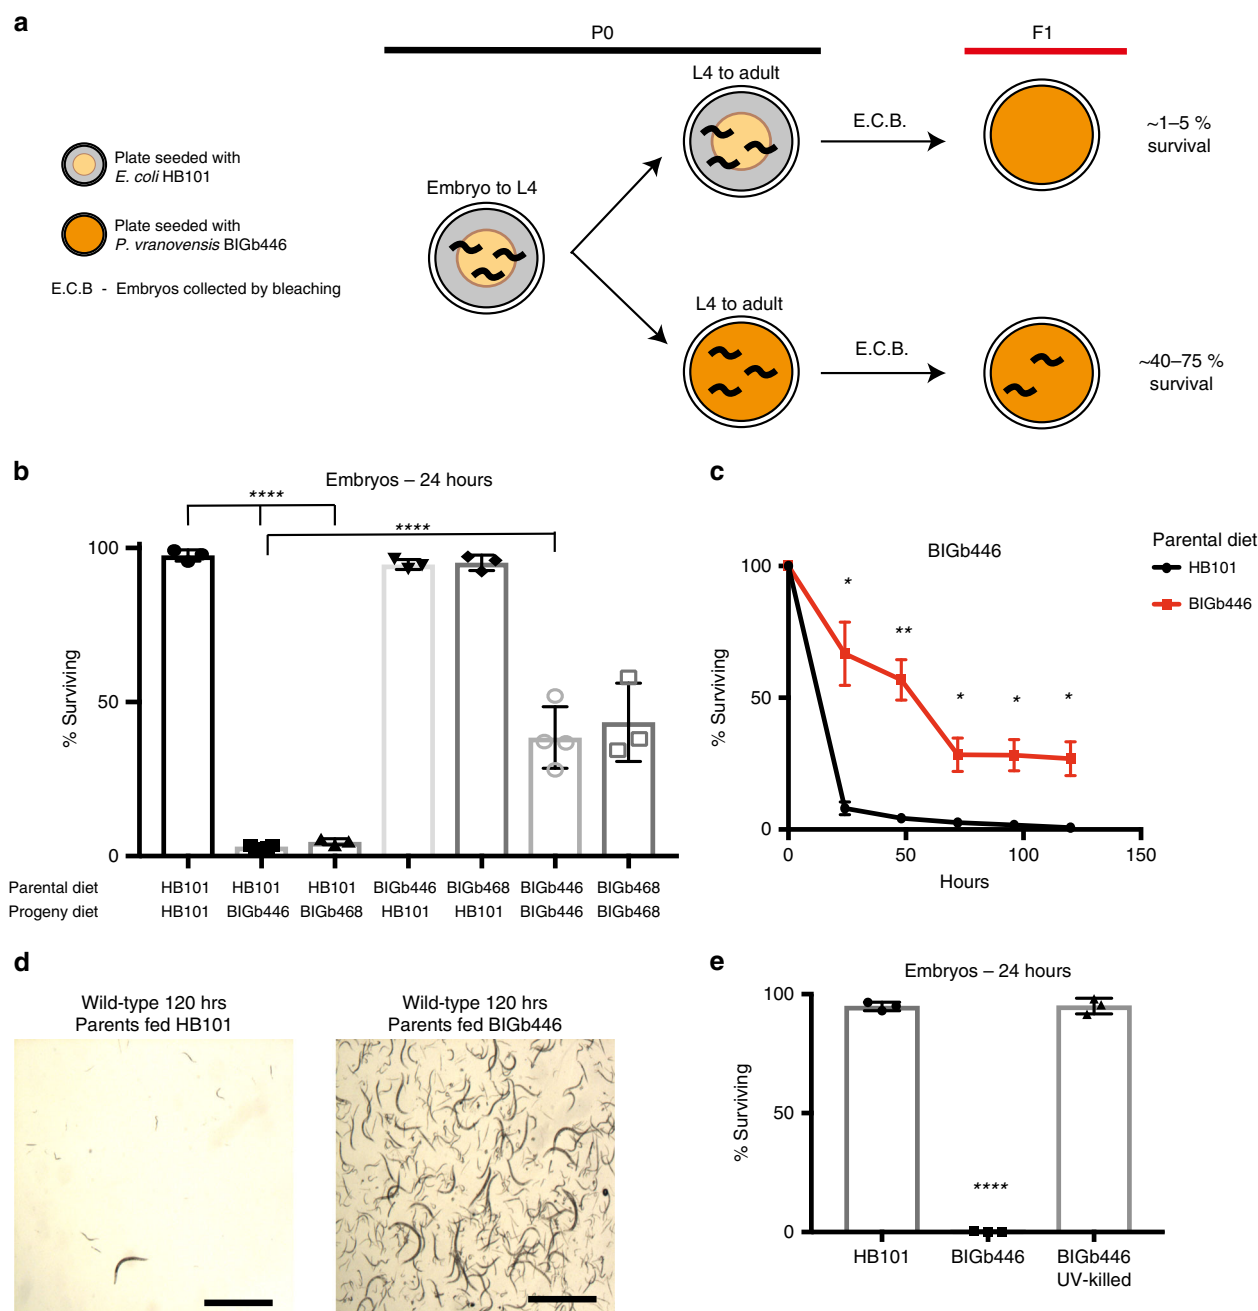 a
P0
F1
L4 to adult
E.C.B.
~1–5 %
survival
Plate seeded with
E. coli HB101
Embryo to L4
Plate seeded with
P. vranovensis BIGb446
E.C.B - Embryos collected by bleaching
L4 to adult
E.C.B.
~40–75 %
survival
b
Embryos – 24 hours
****
****
100
50
0
% Surviving
Parental diet HB101 HB101 HB101 BIGb446 BIGb468 BIGb446 BIGb468
Progeny diet HB101 BIGb446 BIGb468 HB101 HB101 BIGb446 BIGb468
c
BIGb446
Parental diet
HB101
BIGb446
100
50
0
% Surviving
* ** * * *
0 50 100 150
Hours
d
Wild-type 120 hrs
Parents fed HB101
Wild-type 120 hrs
Parents fed BIGb446
e
Embryos – 24 hours
100
50
0
% Surviving
****
HB101 BIGb446 BIGb446
UV-killed